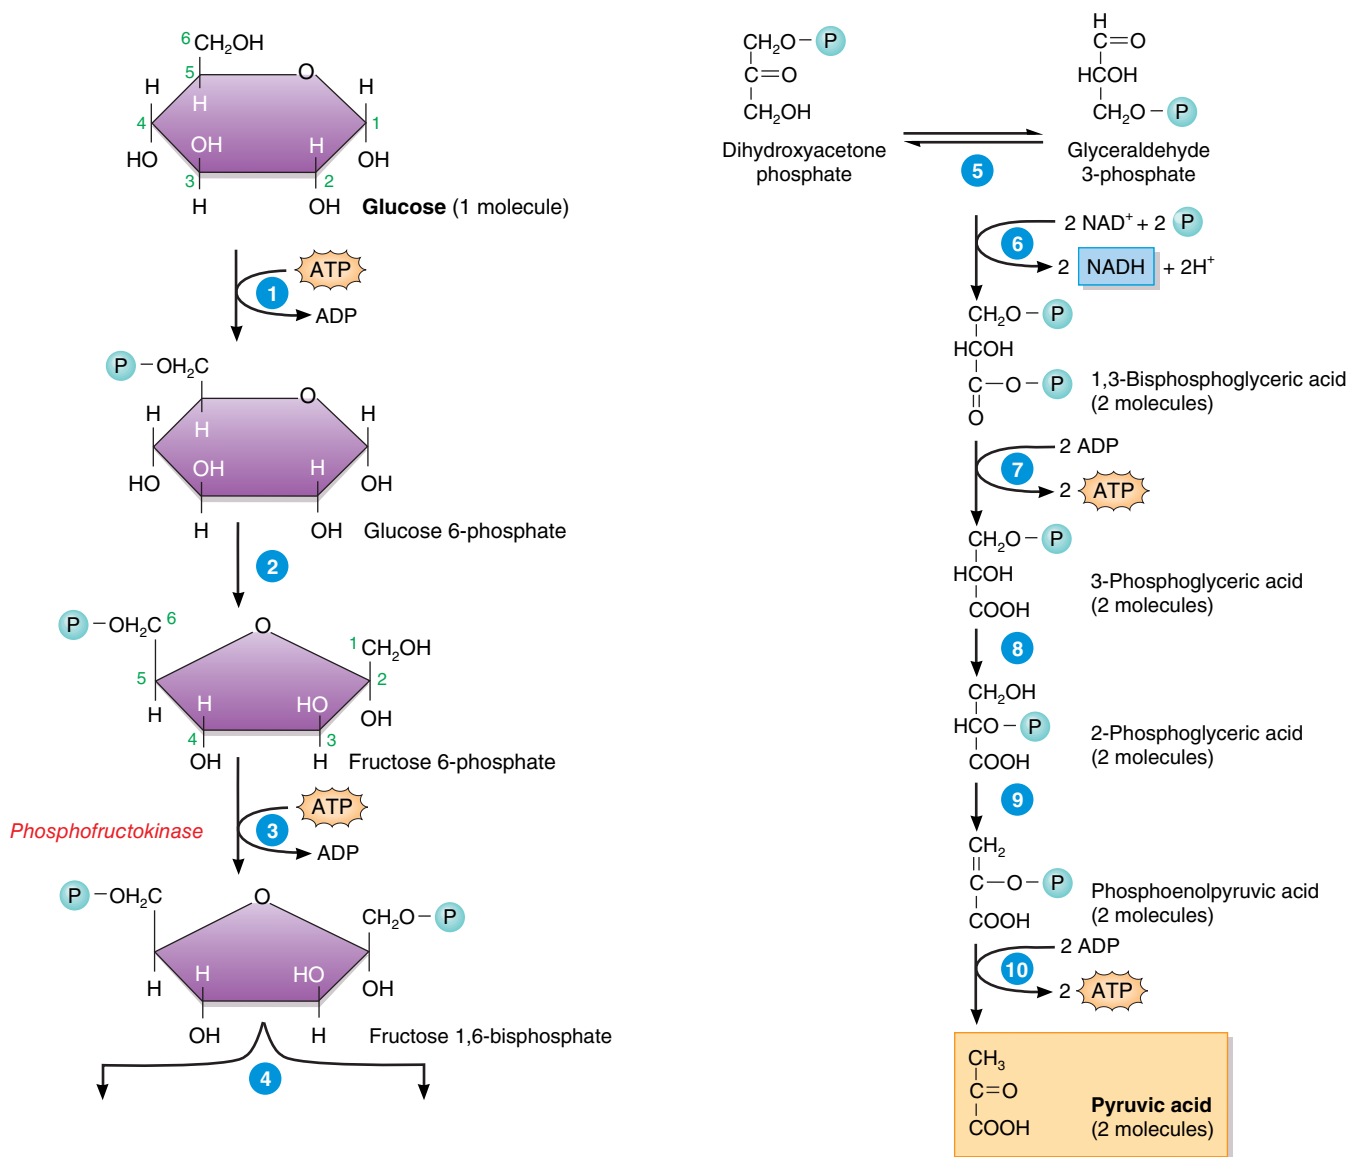 6 CH₂OH
5 O
H H H
4 1
HO OH H OH
3 2
H OH Glucose (1 molecule)
ATP
1
ADP
P – OH₂C
O
H H H
HO OH H OH
H OH Glucose 6-phosphate
2
P – OH₂C 6 O 1 CH₂OH
5 2
H H HO OH
4 3
OH H Fructose 6-phosphate
ATP
Phosphofructokinase 3
ADP
P – OH₂C O CH₂O – P
H H HO OH
OH H Fructose 1,6-bisphosphate
4
CH₂O – P
C=O
CH₂OH
Dihydroxyacetone
phosphate
H
C=O
HCOH
CH₂O – P
Glyceraldehyde
3-phosphate
5
2 NAD⁺ + 2 P
6
2 NADH + 2H⁺
CH₂O – P
HCOH
C–O – P
O
1,3-Bisphosphoglyceric acid
(2 molecules)
2 ADP
7
2 ATP
CH₂O – P
HCOH
COOH
3-Phosphoglyceric acid
(2 molecules)
8
CH₂OH
HCO – P
COOH
2-Phosphoglyceric acid
(2 molecules)
9
CH₂
C–O – P
COOH
Phosphoenolpyruvic acid
(2 molecules)
2 ADP
10
2 ATP
CH₃
C=O
COOH
Pyruvic acid
(2 molecules)